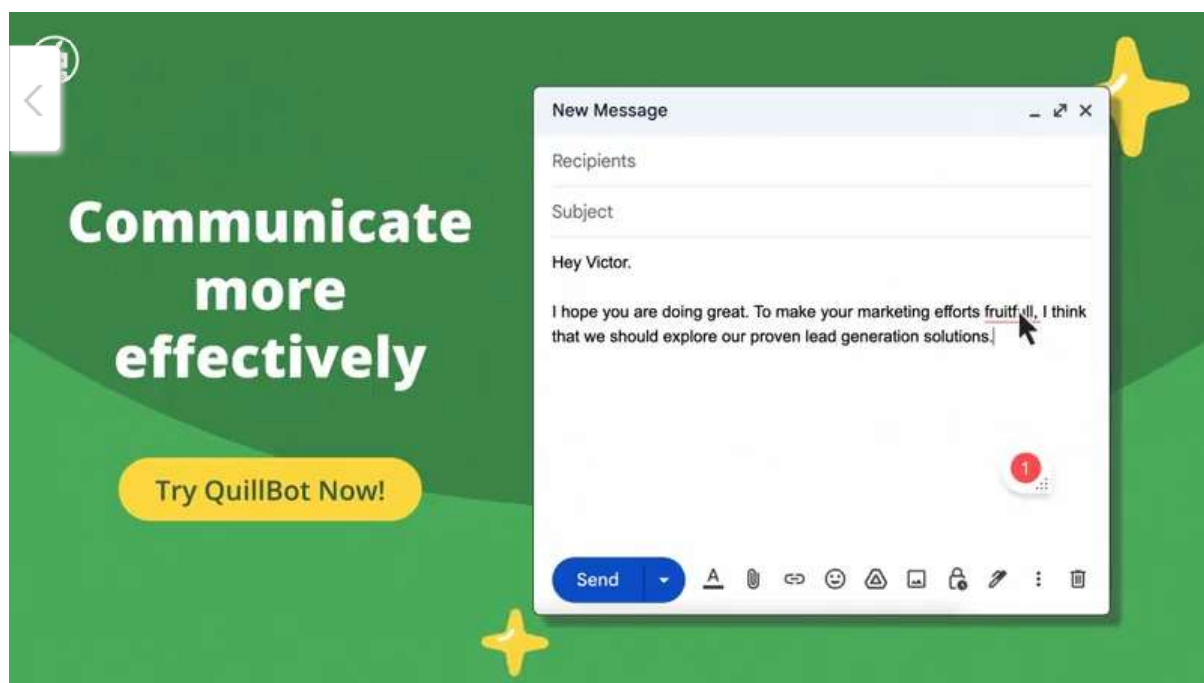 Communicate
more
effectively
Try QuillBot Now!
New Message
Recipients
Subject
Hey Victor.
I hope you are doing great. To make your marketing efforts fruitfull, I think
that we should explore our proven lead generation solutions.
1
Send